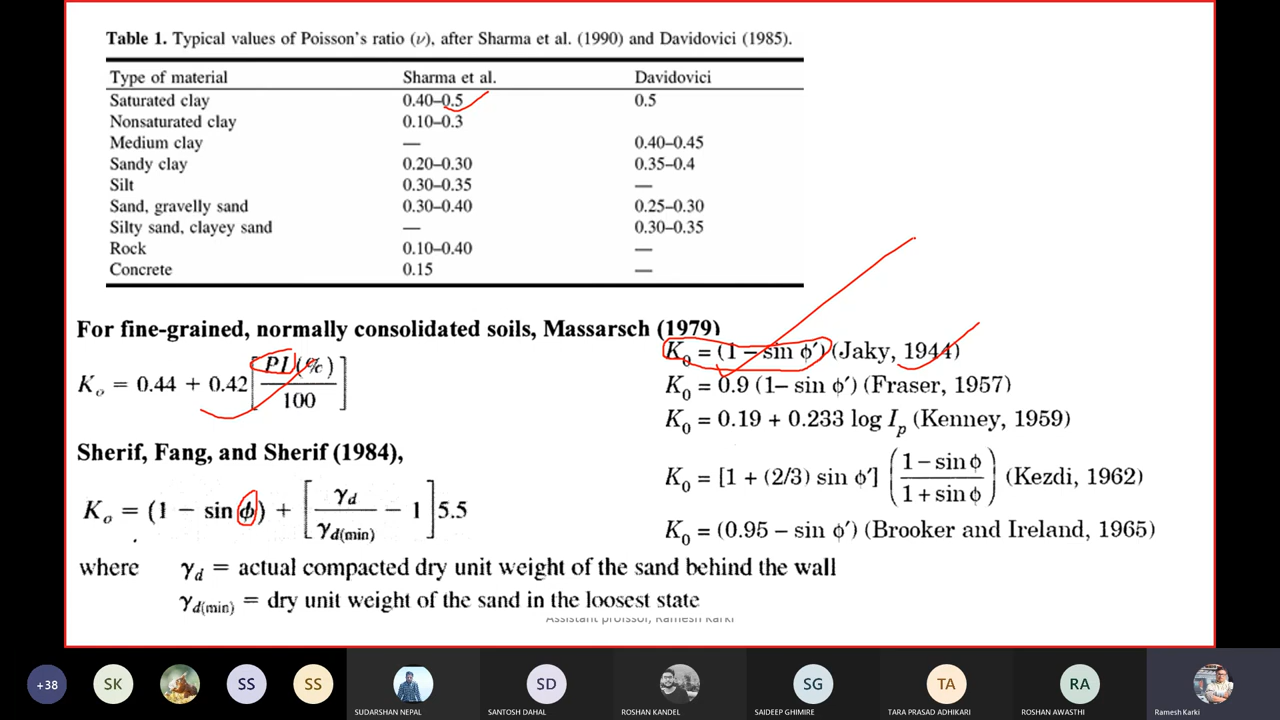 Table 1. Typical values of Poisson's ratio (ν), after Sharma et al. (1990) and Davidovici (1985).
Type of material Sharma et al. Davidovici
Saturated clay 0.40–0.5 0.5
Nonsaturated clay 0.10–0.3
Medium clay — 0.40–0.45
Sandy clay 0.20–0.30 0.35–0.4
Silt 0.30–0.35 —
Sand, gravelly sand 0.30–0.40 0.25–0.30
Silty sand, clayey sand — 0.30–0.35
Rock 0.10–0.40 —
Concrete 0.15 —
For fine-grained, normally consolidated soils, Massarsch (1979)
K₀ = 0.44 + 0.42 [PI(%) / 100]
Sherif, Fang, and Sherif (1984),
Kₒ = (1 − sin ϕ) + [γd / γd(min) − 1] 5.5
where γd = actual compacted dry unit weight of the sand behind the wall
γd(min) = dry unit weight of the sand in the loosest state
K₀ = (1 – sin ϕ′) (Jaky, 1944)
K₀ = 0.9 (1– sin ϕ′) (Fraser, 1957)
K₀ = 0.19 + 0.233 log Ip (Kenney, 1959)
K₀ = [1 + (2/3) sin ϕ′] ((1 – sin ϕ) / (1 + sin ϕ)) (Kezdi, 1962)
K₀ = (0.95 – sin ϕ′) (Brooker and Ireland, 1965)
Assistant proissor, Ramesh Karki
+38
SK
SS
SS
SUDARSHAN NEPAL
SD
SANTOSH DAHAL
ROSHAN KANDEL
SG
SAIDEEP GHIMIRE
TA
TARA PRASAD ADHIKARI
RA
ROSHAN AWASTHI
Ramesh Karki